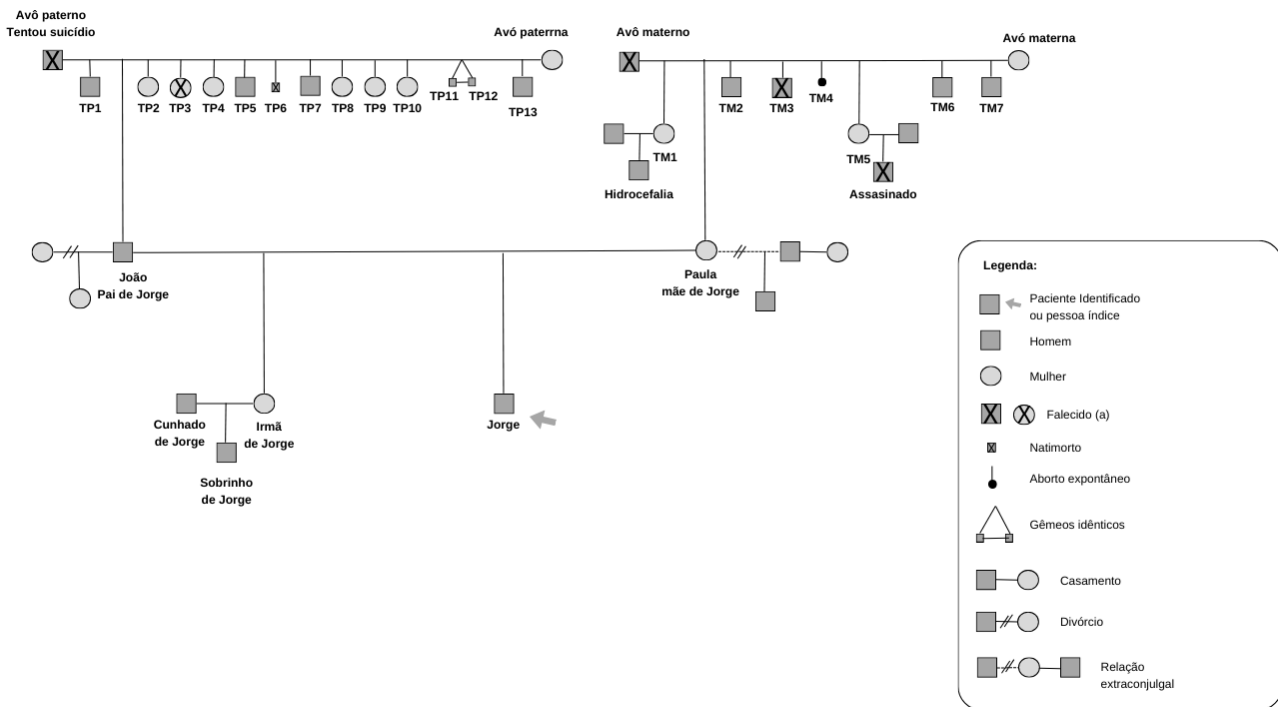 Avô paterno
Tentou suicídio
Avó paterrna
Avô materno
Avó materna
TP1
TP2
TP3
TP4
TP5
TP6
TP7
TP8
TP9
TP10
TP11
TP12
TP13
TM2
TM3
TM4
TM6
TM7
TM1
TM5
Hidrocefalia
Assasinado
João
Pai de Jorge
Paula
mãe de Jorge
Cunhado
de Jorge
Irmã
de Jorge
Jorge
Sobrinho
de Jorge
Legenda:
Paciente Identificado
ou pessoa índice
Homem
Mulher
Falecido (a)
Natimorto
Aborto expontâneo
Gêmeos idênticos
Casamento
Divórcio
Relação
extraconjulgal